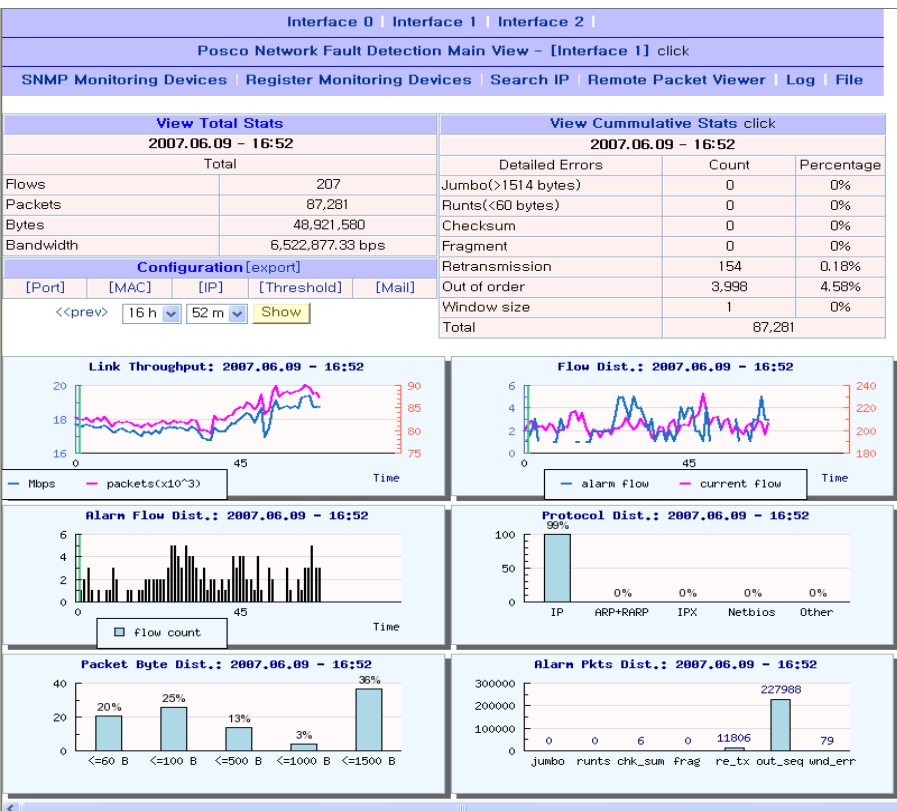 Interface 0 | Interface 1 | Interface 2 |
Posco Network Fault Detection Main View - [Interface 1] click
SNMP Monitoring Devices | Register Monitoring Devices | Search IP | Remote Packet Viewer | Log | File
View Total Stats
2007.06.09 - 16:52
Total
Flows 207
Packets 87,281
Bytes 48,921,580
Bandwidth 6,522,877.33 bps
Configuration [export]
[Port] [MAC] [IP] [Threshold] [Mail]
<<prev> 16 h 52 m Show
View Cummulative Stats click
2007.06.09 - 16:52
Detailed Errors Count Percentage
Jumbo(>1514 bytes) 0 0%
Runts(<60 bytes) 0 0%
Checksum 0 0%
Fragment 0 0%
Retransmission 154 0.18%
Out of order 3,998 4.58%
Window size 1 0%
Total 87,281
Link Throughput: 2007.06.09 - 16:52
20 90
85
18 80
16 75
0 45
Time
Mbps packets(x10^3)
Flow Dist.: 2007.06.09 - 16:52
6 240
4 220
2 200
0 180
0 45
Time
alarm flow current flow
Alarm Flow Dist.: 2007.06.09 - 16:52
6
4
2
0
0 45
Time
flow count
Protocol Dist.: 2007.06.09 - 16:52
99%
100
50
0% 0% 0% 0%
0
IP ARP+RARP IPX Netbios Other
Packet Byte Dist.: 2007.06.09 - 16:52
40
36%
25%
20%
20
13%
3%
0
<=60 B <=100 B <=500 B <=1000 B <=1500 B
Alarm Pkts Dist.: 2007.06.09 - 16:52
300000
227988
200000
100000
0 0 6 0 11806 79
0
jumbo runts chk_sum frag re_tx out_seq wnd_err